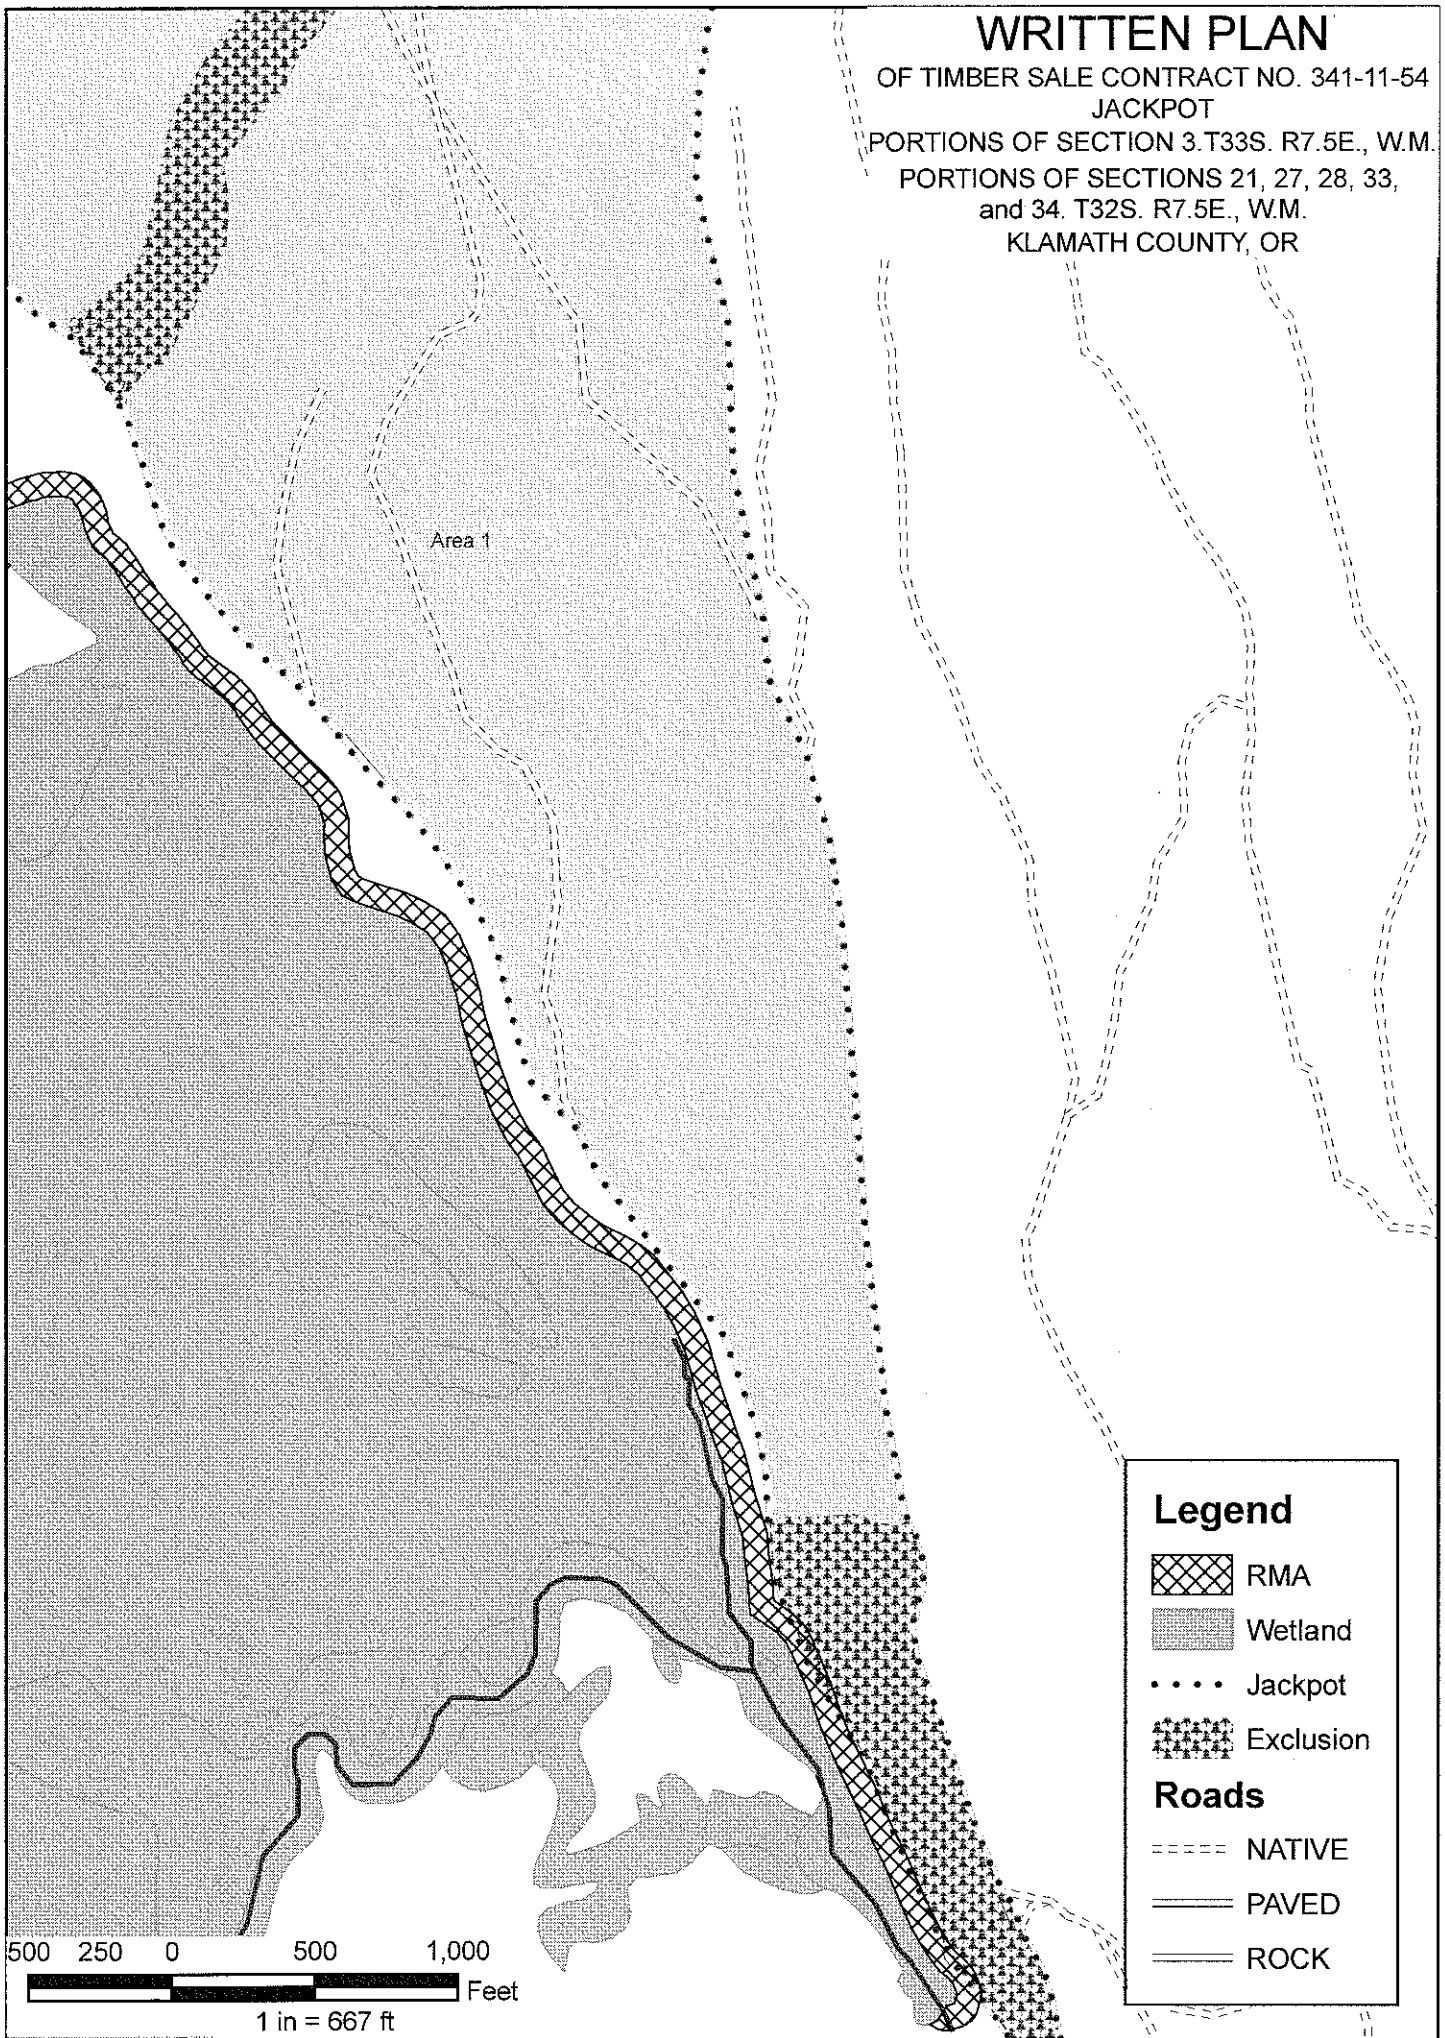 WRITTEN PLAN
OF TIMBER SALE CONTRACT NO. 341-11-54
JACKPOT
PORTIONS OF SECTION 3.T33S. R7.5E., W.M.
PORTIONS OF SECTIONS 21, 27, 28, 33,
and 34. T32S. R7.5E., W.M.
KLAMATH COUNTY, OR
Area 1
Legend
RMA
Wetland
Jackpot
Exclusion
Roads
NATIVE
PAVED
ROCK
500 250 0 500 1,000
Feet
1 in = 667 ft